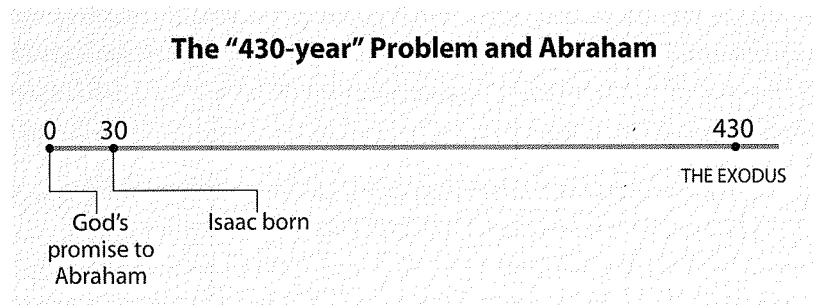 The “430-year” Problem and Abraham
0 30 430
THE EXODUS
God's Isaac born
promise to
Abraham